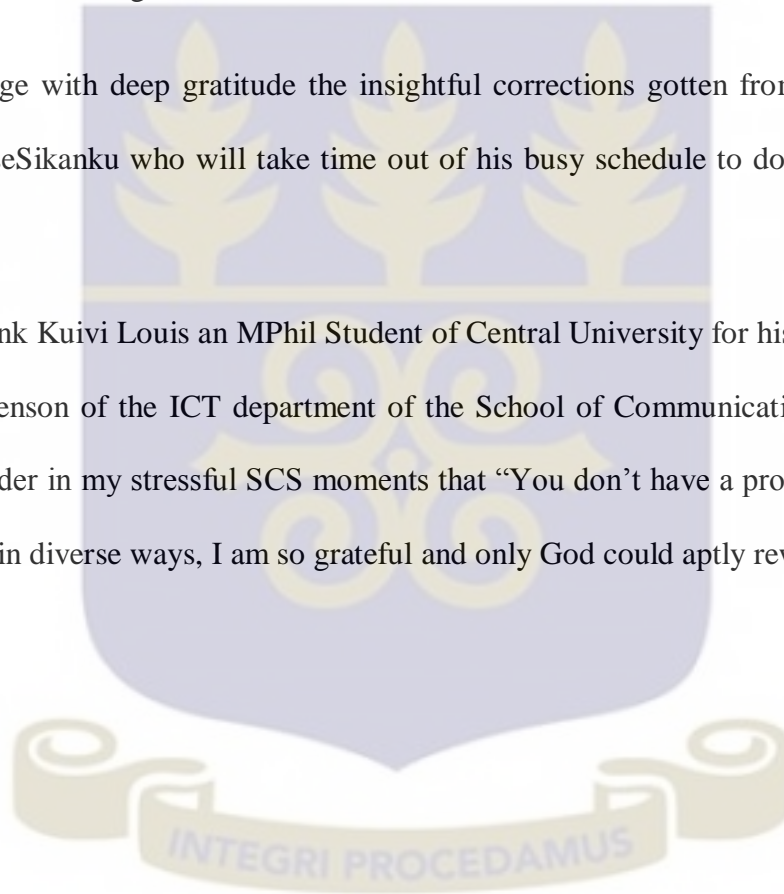 ge with deep gratitude the insightful corrections gotten from
eSikanku who will take time out of his busy schedule to do
nk Kuivi Louis an MPhil Student of Central University for his
enson of the ICT department of the School of Communicati
der in my stressful SCS moments that “You don’t have a pro
in diverse ways, I am so grateful and only God could aptly rev
INTEGRI PROCEDAMUS